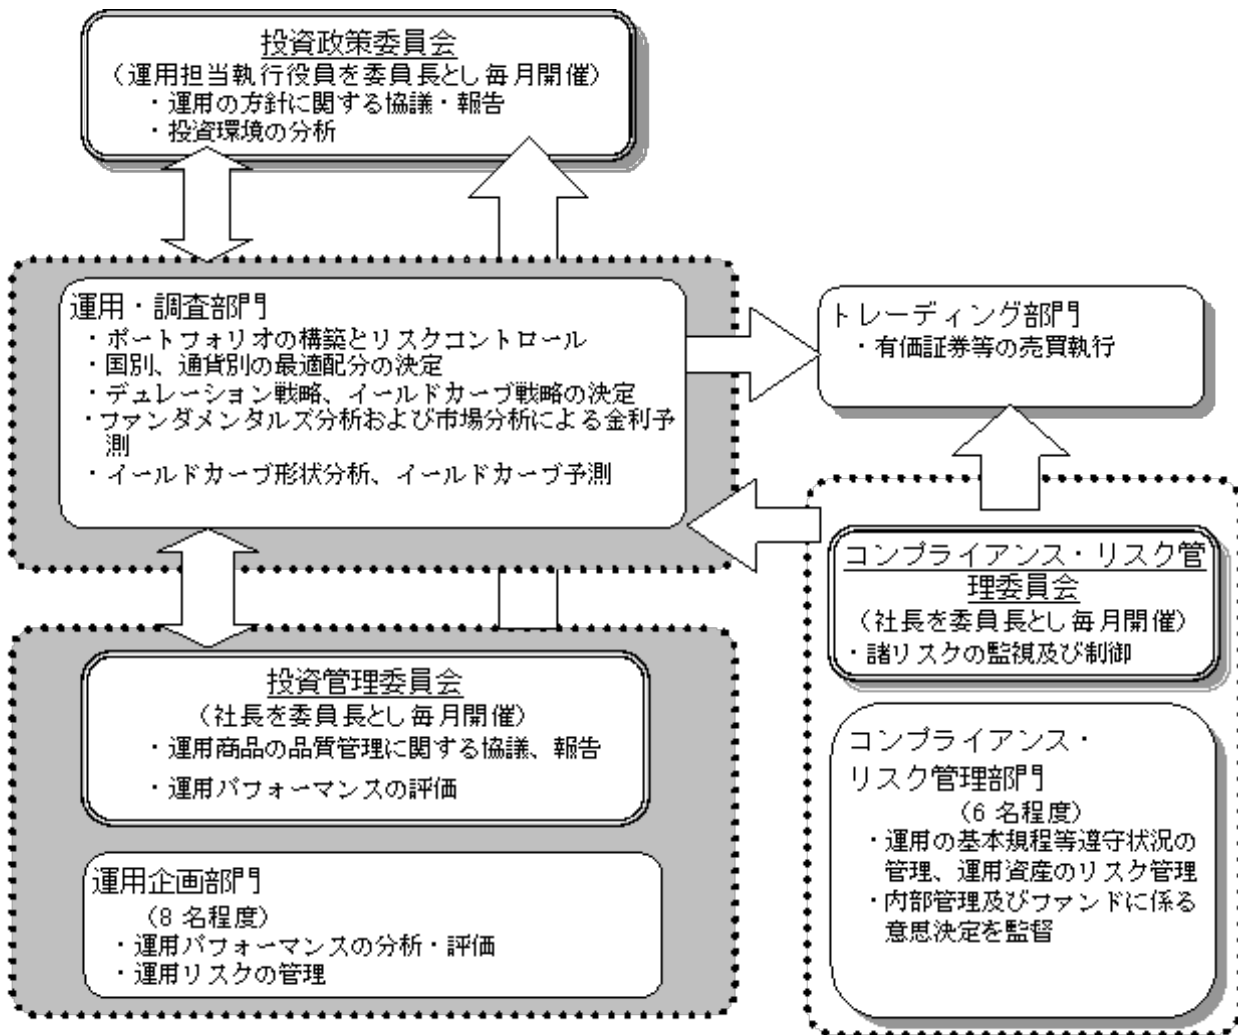 投資政策委員会
（運用担当執行役員を委員長とし毎月開催）
・運用の方針に関する協議・報告
・投資環境の分析
運用・調査部門
・ポートフォリオの構築とリスクコントロール
・国別、通貨別の最適配分の決定
・デュレーション戦略、イールドカーブ戦略の決定
・ファンダメンタルズ分析および市場分析による金利予
測
・イールドカーブ形状分析、イールドカーブ予測
トレーディング部門
・有価証券等の売買執行
コンプライアンス・リスク管
理委員会
（社長を委員長とし毎月開催）
・諸リスクの監視及び制御
投資管理委員会
（社長を委員長とし毎月開催）
・運用商品の品質管理に関する協議、報告
・運用パフォーマンスの評価
運用企画部門
（8 名程度）
・運用パフォーマンスの分析・評価
・運用リスクの管理
コンプライアンス・
リスク管理部門
（6 名程度）
・運用の基本規程等遵守状況の
管理、運用資産のリスク管理
・内部管理及びファンドに係る
意思決定を監督